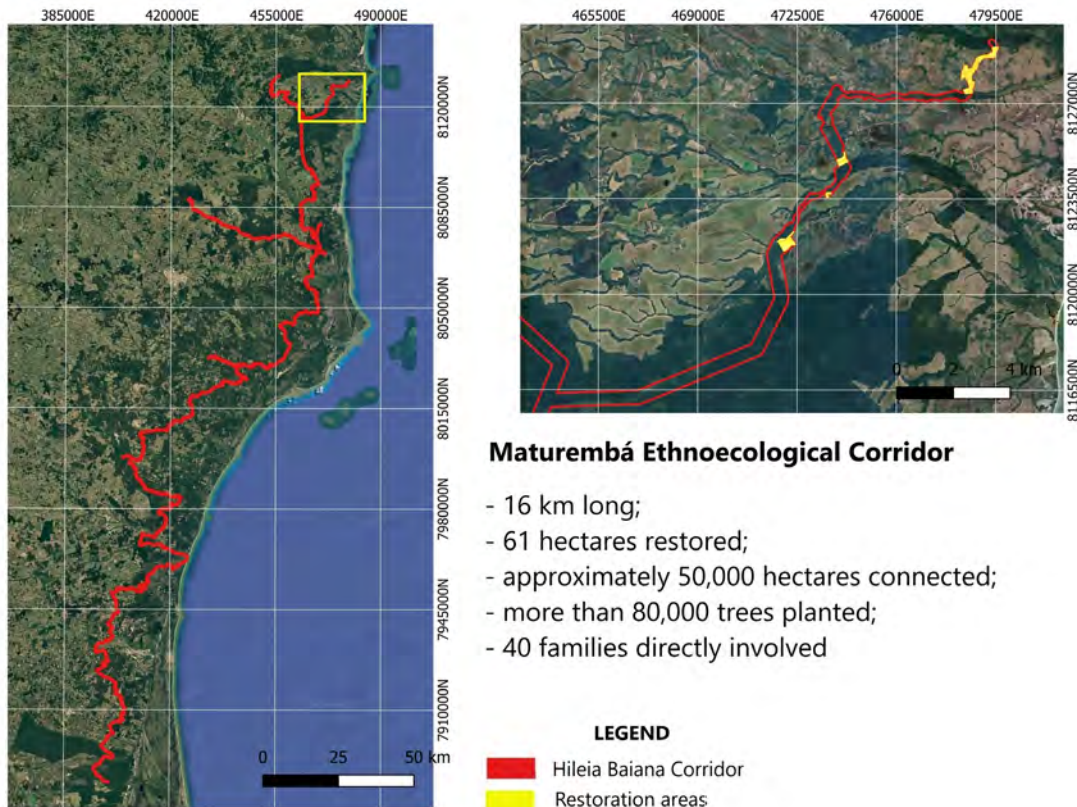 385000E 420000E 455000E 490000E
8120000N
8085000N
8050000N
8015000N
7980000N
7945000N
7910000N
0 25 50 km
465500E 469000E 4725000E 476000E 4795000E
8127000N
8123500N
8120000N
8116500N
0 2 4 km
Maturembá Ethnoecological Corridor
- 16 km long;
- 61 hectares restored;
- approximately 50,000 hectares connected;
- more than 80,000 trees planted;
- 40 families directly involved
LEGEND
Hileia Baiana Corridor
Restoration areas